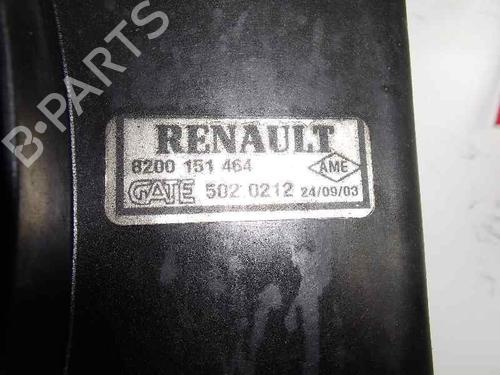 B-PARTS
RENAULT
8200 151 464 AME
GATE 502 0212 24/09/03